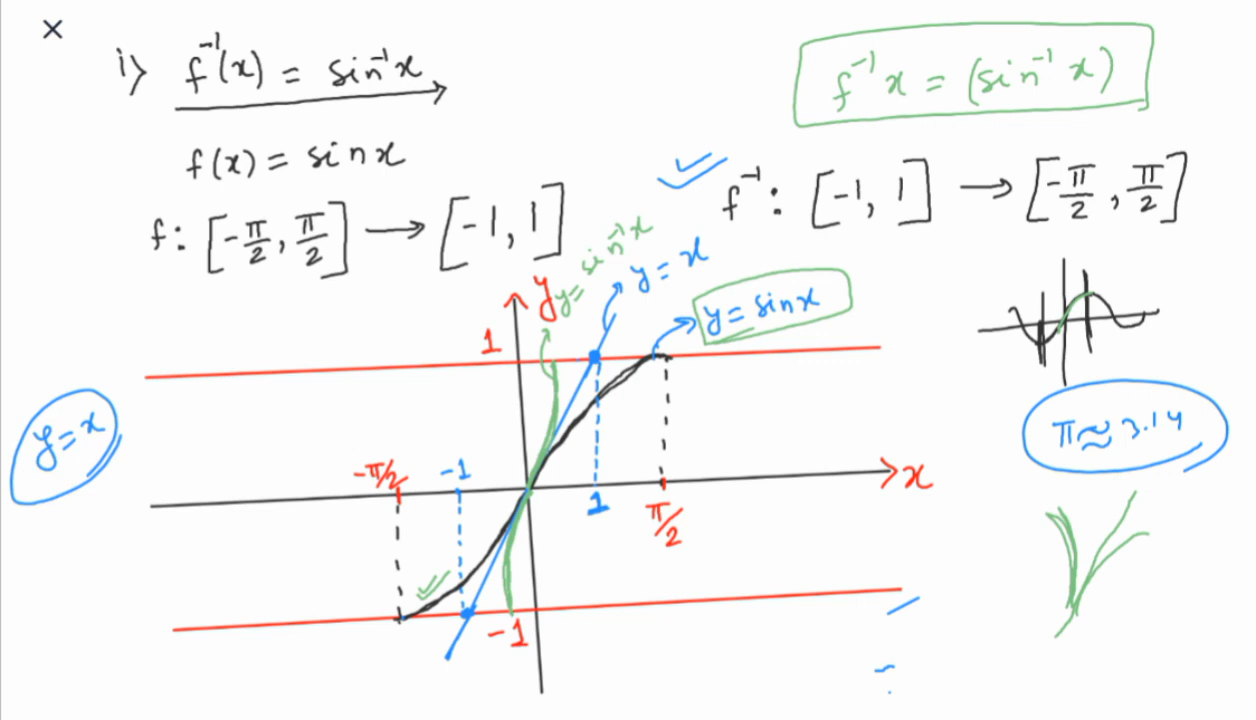 i) f⁻¹(x) = sin⁻¹x
f⁻¹x = (sin⁻¹ x)
f(x) = sin x
f: [-π/2, π/2] → [-1, 1]
f⁻¹: [-1, 1] → [-π/2, π/2]
y = sin⁻¹x
y = x
y
y = sinx
1
y = x
π ≈ 3.14
-π/2
-1
x
1
π/2
-1